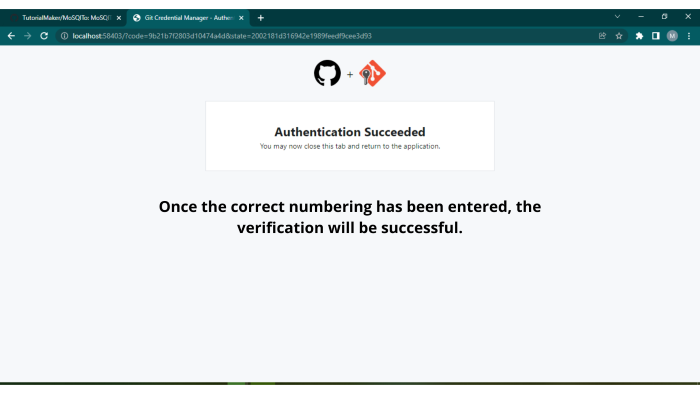 TutorialMaker/MoSQITo: MoSQIT
Git Credential Manager - Authen
localhost:58403/?code=9b21b7f2803d10474a4d&state=2002181d316942e1989feedf9cee3d93
M
+
Authentication Succeeded
You may now close this tab and return to the application.
Once the correct numbering has been entered, the
verification will be successful.